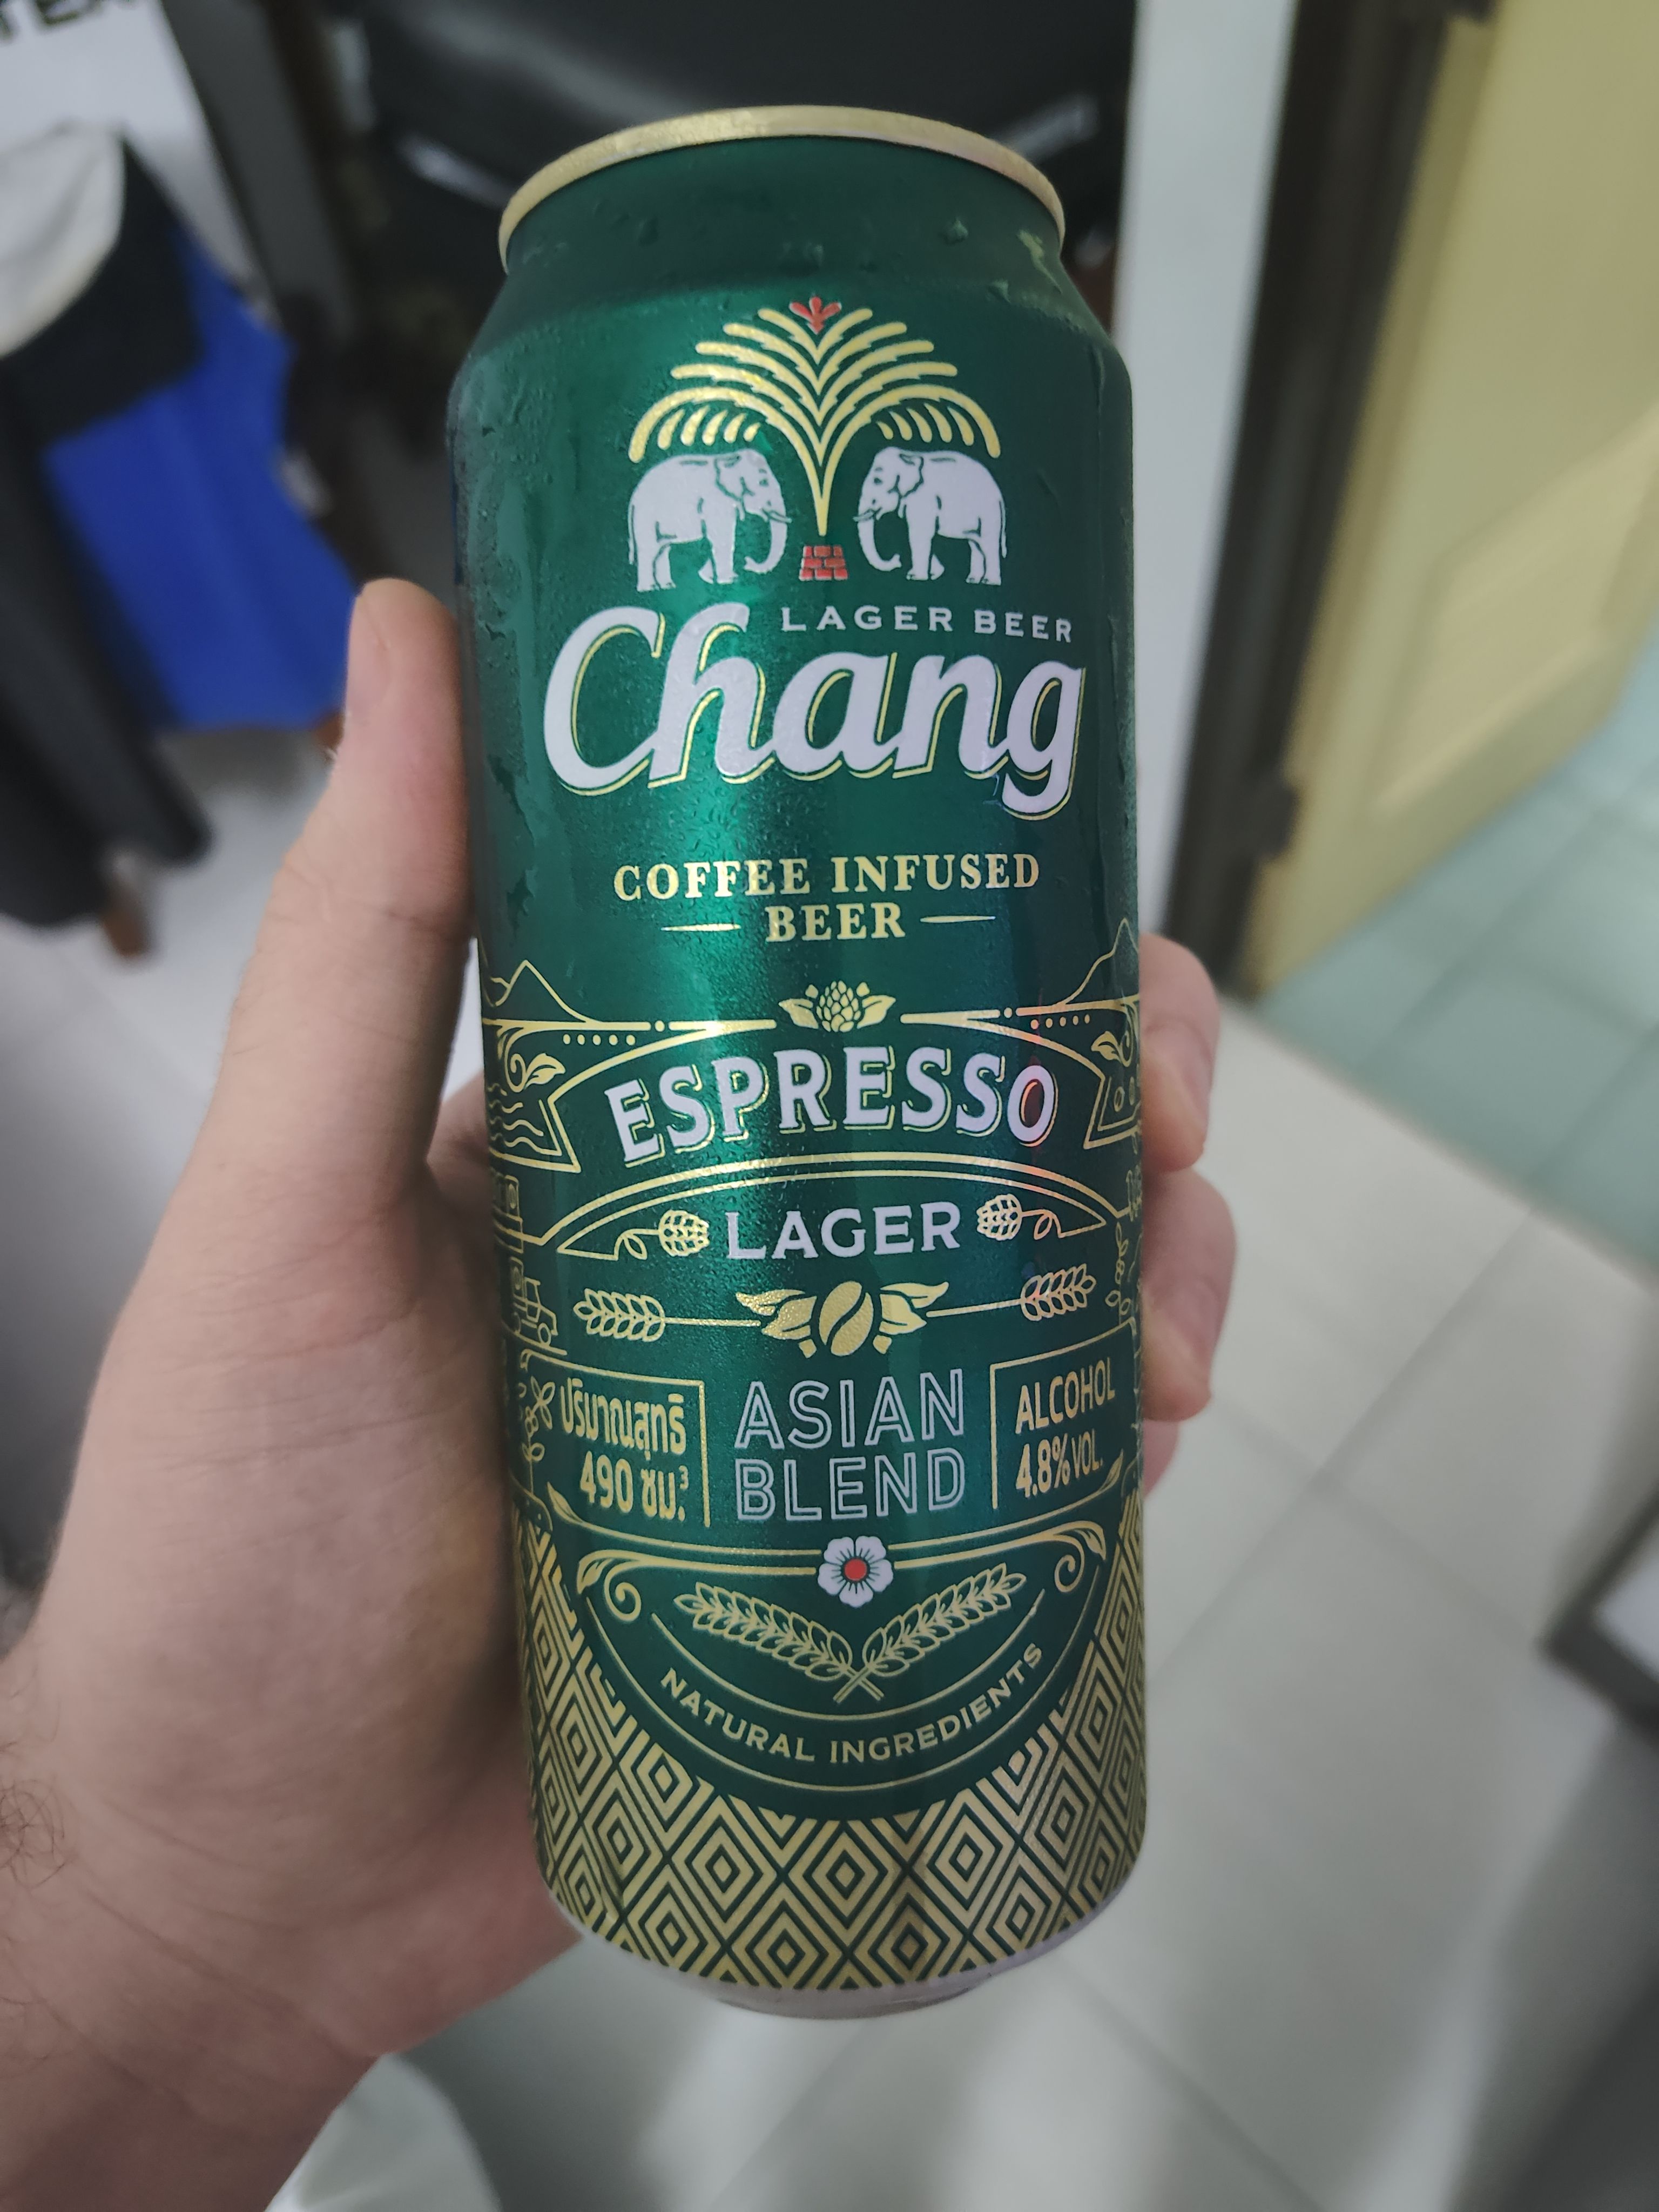 LAGER BEER
Chang
COFFEE INFUSED
BEER
ESPRESSO
LAGER
ปริมาณสุทธิ
490 ซม.³
ASIAN
BLEND
ALCOHOL
4.8% VOL.
NATURAL INGREDIENTS